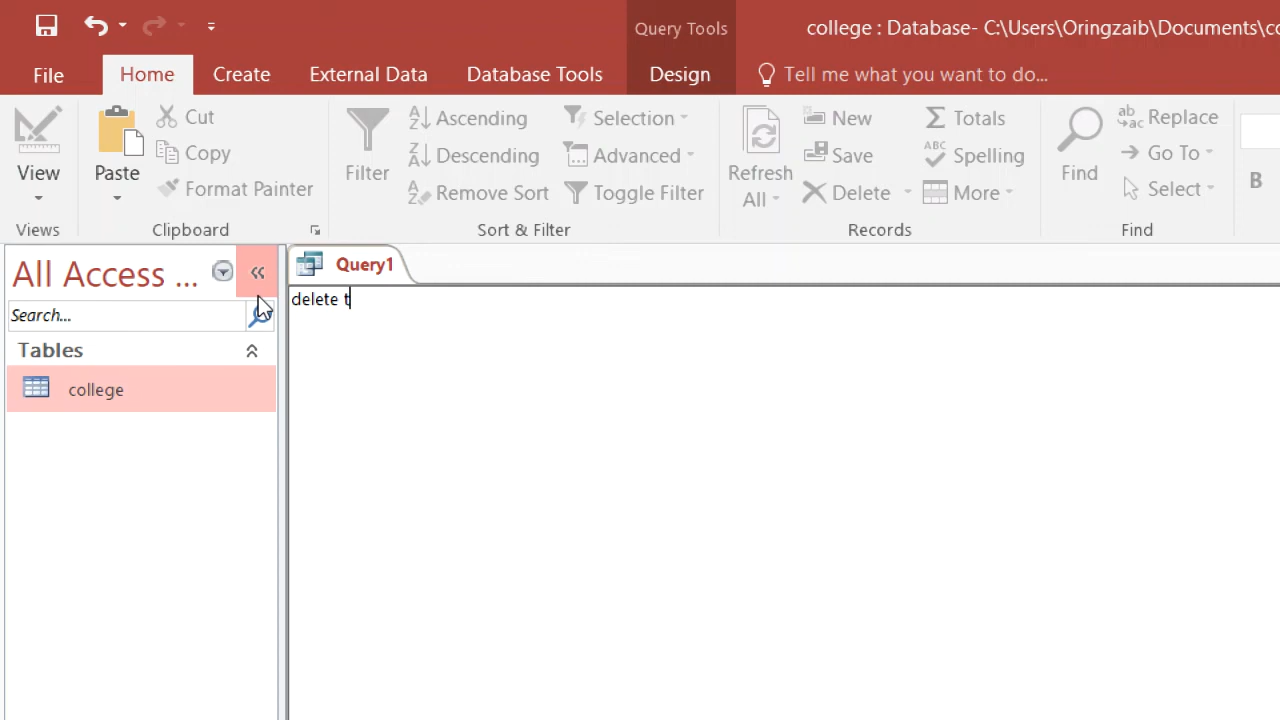 Query Tools
college : Database- C:\Users\Oringzaib\Documents\co
File
Home
Create
External Data
Database Tools
Design
Tell me what you want to do...
View
Paste
Cut
Copy
Format Painter
Filter
Ascending
Descending
Remove Sort
Selection
Advanced
Toggle Filter
Refresh
All
New
Save
Delete
Totals
Spelling
More
Find
Replace
Go To
Select
B
Views
Clipboard
Sort & Filter
Records
Find
All Access ...
Search...
Tables
college
Query1
delete t